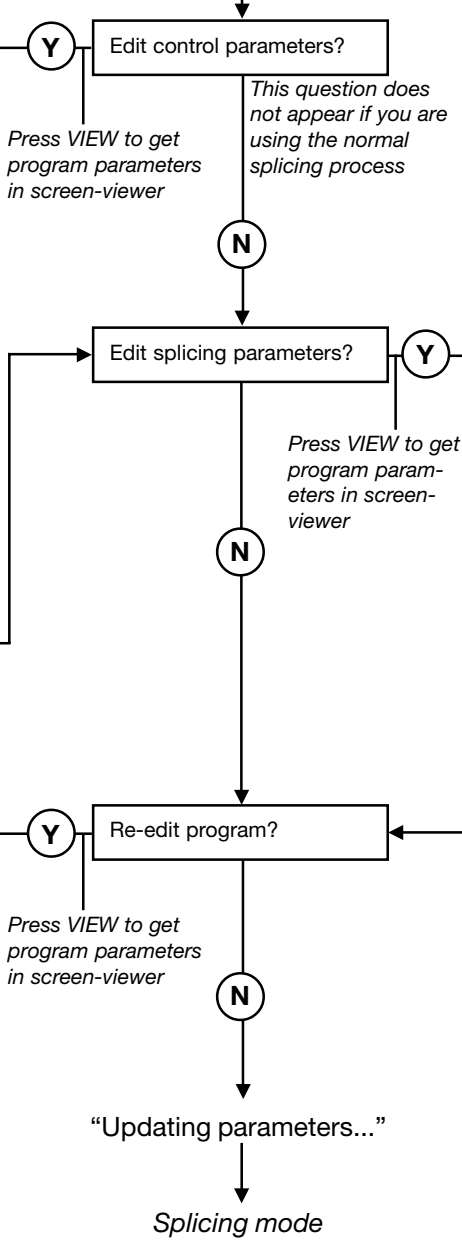 Y
Edit control parameters?
This question does
not appear if you are
using the normal
splicing process
Press VIEW to get
program parameters
in screen-viewer
N
Edit splicing parameters?
Y
Press VIEW to get
program param-
eters in screen-
viewer
N
Y
Re-edit program?
Press VIEW to get
program parameters
in screen-viewer
N
“Updating parameters...”
Splicing mode